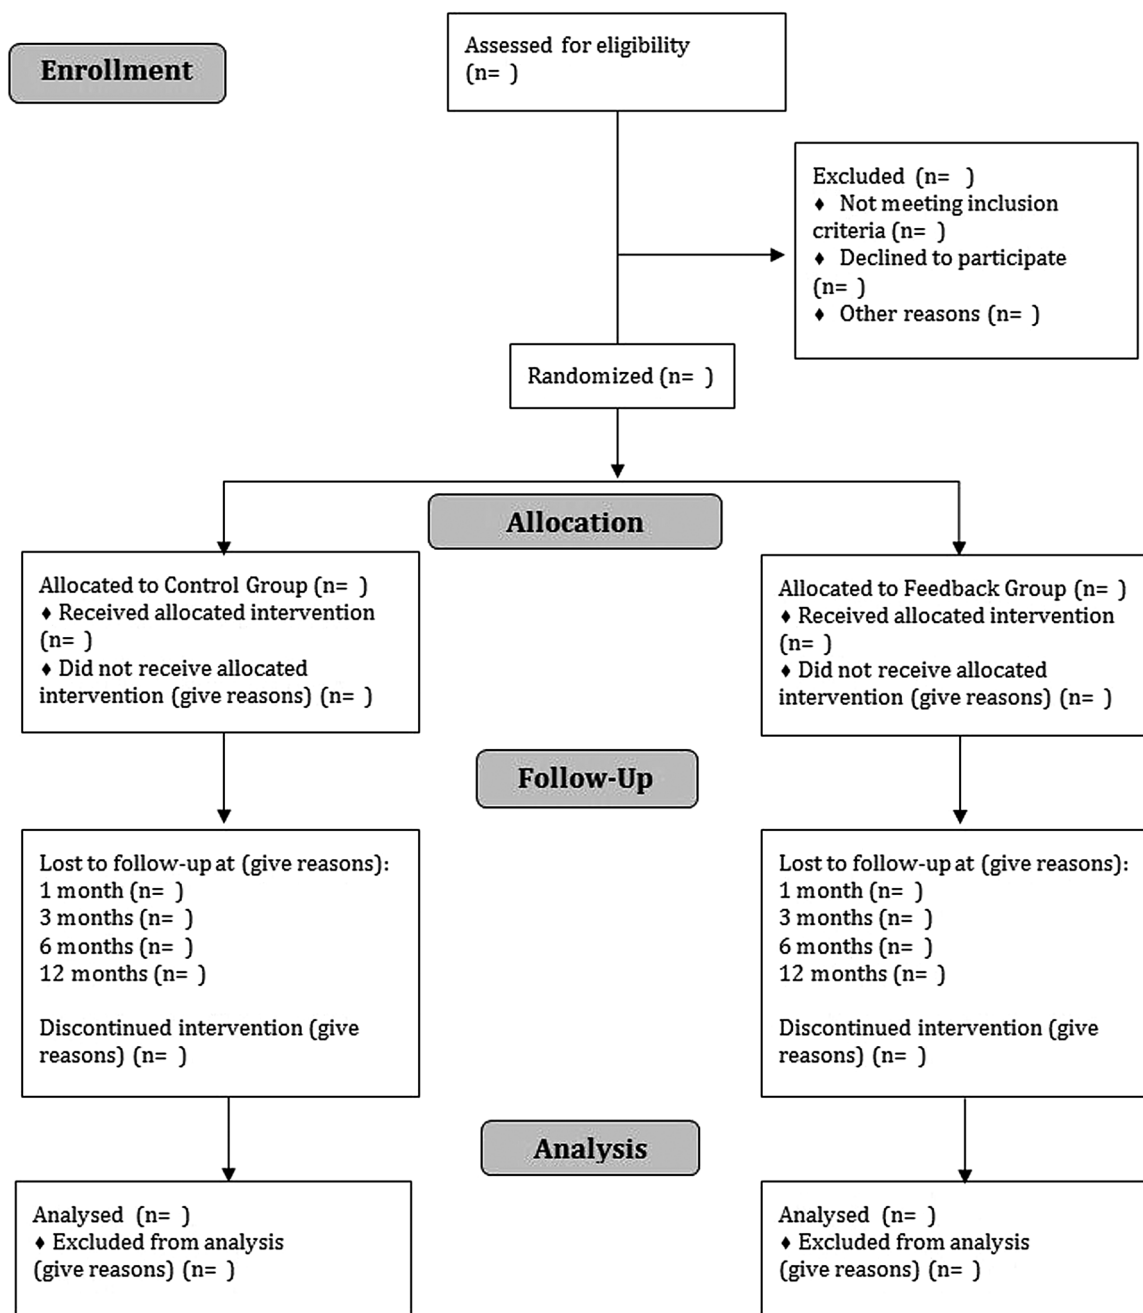 Enrollment
Assessed for eligibility
(n= )
Excluded (n= )
♦ Not meeting inclusion
criteria (n= )
♦ Declined to participate
(n= )
♦ Other reasons (n= )
Randomized (n= )
Allocation
Allocated to Control Group (n= )
♦ Received allocated intervention
(n= )
♦ Did not receive allocated
intervention (give reasons) (n= )
Allocated to Feedback Group (n= )
♦ Received allocated intervention
(n= )
♦ Did not receive allocated
intervention (give reasons) (n= )
Follow-Up
Lost to follow-up at (give reasons):
1 month (n= )
3 months (n= )
6 months (n= )
12 months (n= )
Discontinued intervention (give
reasons) (n= )
Lost to follow-up at (give reasons):
1 month (n= )
3 months (n= )
6 months (n= )
12 months (n= )
Discontinued intervention (give
reasons) (n= )
Analysis
Analysed (n= )
♦ Excluded from analysis
(give reasons) (n= )
Analysed (n= )
♦ Excluded from analysis
(give reasons) (n= )